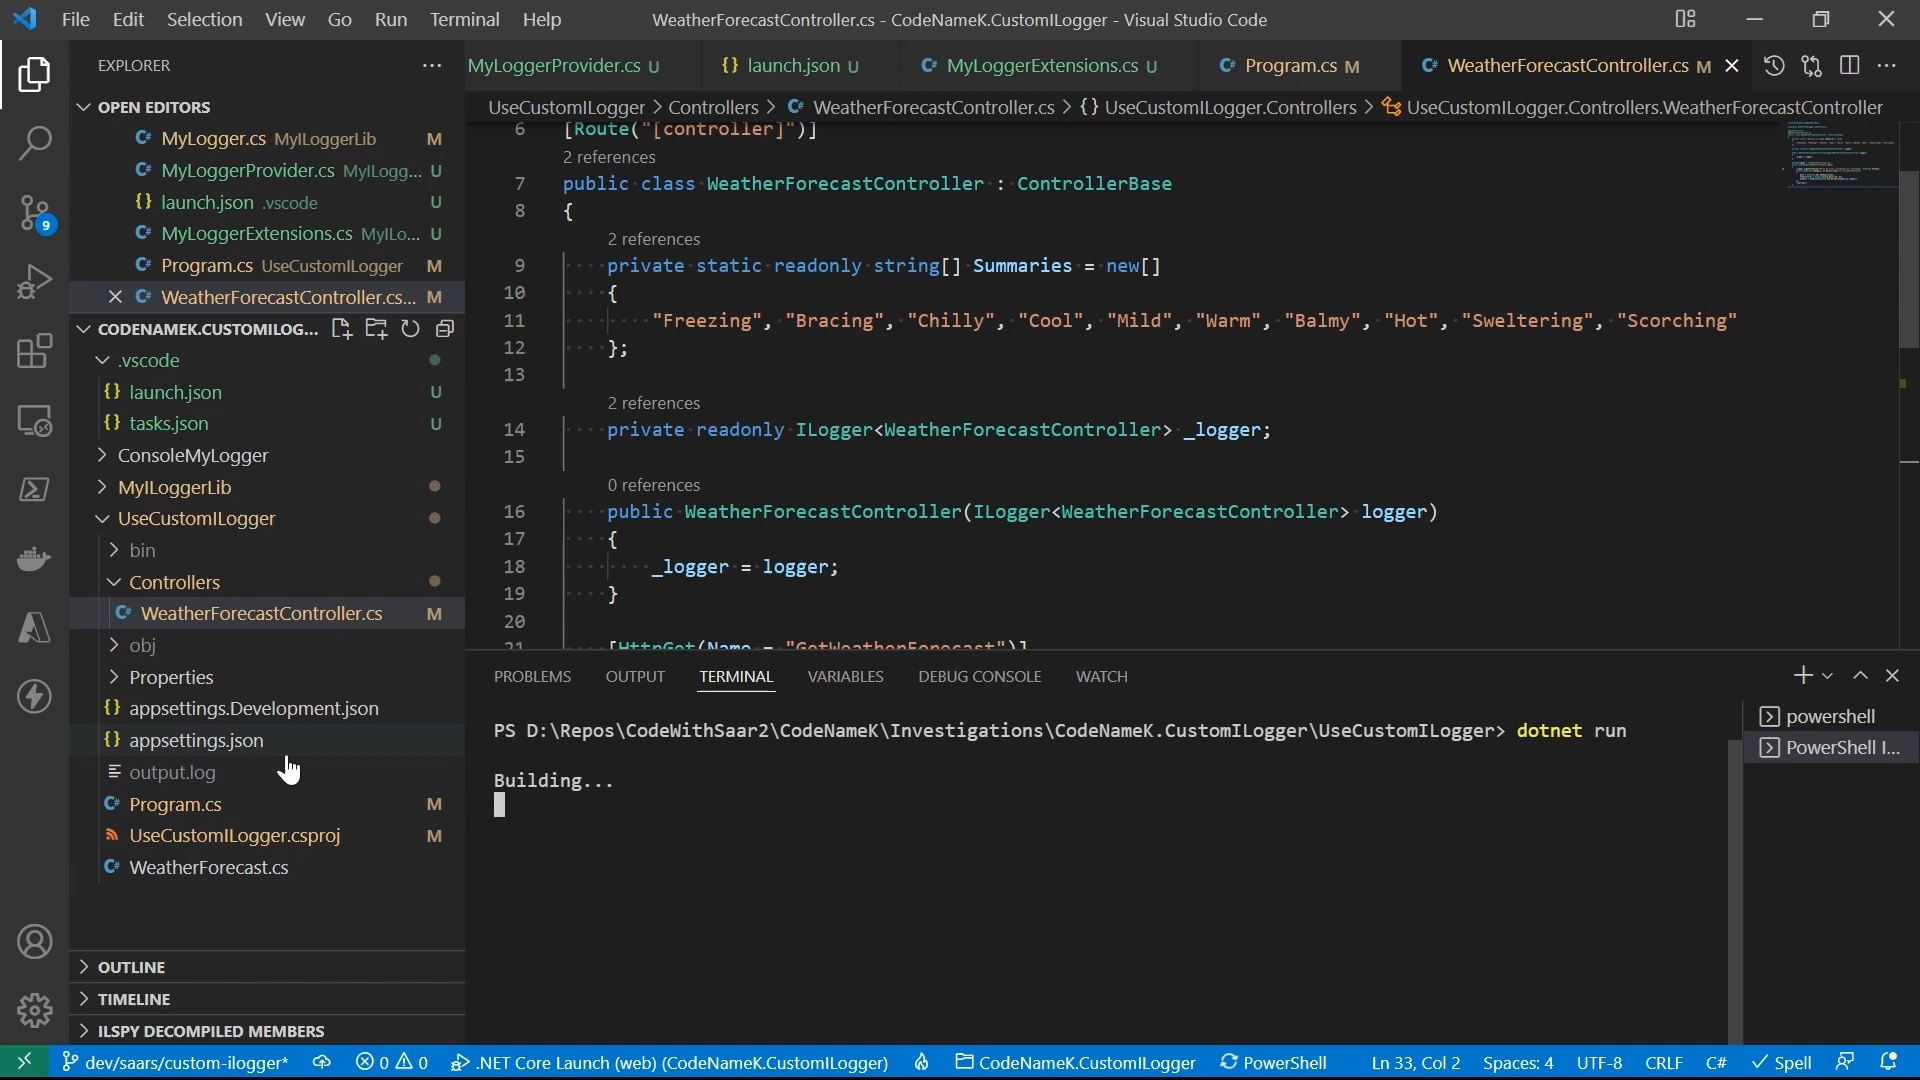 File Edit Selection View Go Run Terminal Help
WeatherForecastController.cs - CodeNameK.CustomILogger - Visual Studio Code
EXPLORER
OPEN EDITORS
MyLogger.cs MyILoggerLib M
MyLoggerProvider.cs MyILogg... U
launch.json .vscode U
MyLoggerExtensions.cs MyILo... U
Program.cs UseCustomILogger M
WeatherForecastController.cs... M
CODENAMEK.CUSTOMILOG...
.vscode
launch.json U
tasks.json U
ConsoleMyLogger
MyILoggerLib
UseCustomILogger
bin
Controllers
WeatherForecastController.cs M
obj
Properties
appsettings.Development.json
appsettings.json
output.log
Program.cs M
UseCustomILogger.csproj M
WeatherForecast.cs
OUTLINE
TIMELINE
ILSPY DECOMPILED MEMBERS
9
MyLoggerProvider.cs U launch.json U MyLoggerExtensions.cs U Program.cs M WeatherForecastController.cs M
UseCustomILogger > Controllers > WeatherForecastController.cs > {} UseCustomILogger.Controllers > UseCustomILogger.Controllers.WeatherForecastController
6 [Route("[controller]")]
2 references
7 public class WeatherForecastController : ControllerBase
8 {
2 references
9 private static readonly string[] Summaries = new[]
10 {
11 "Freezing", "Bracing", "Chilly", "Cool", "Mild", "Warm", "Balmy", "Hot", "Sweltering", "Scorching"
12 };
13
2 references
14 private readonly ILogger<WeatherForecastController> _logger;
15
0 references
16 public WeatherForecastController(ILogger<WeatherForecastController> logger)
17 {
18 _logger = logger;
19 }
20
21 [HttpGet(Name = "GetWeatherForecast")]
PROBLEMS OUTPUT TERMINAL VARIABLES DEBUG CONSOLE WATCH
PS D:\Repos\CodeWithSaar2\CodeNameK\Investigations\CodeNameK.CustomILogger\UseCustomILogger> dotnet run
Building...
powershell
PowerShell I...
dev/saars/custom-ilogger* 0 0 .NET Core Launch (web) (CodeNameK.CustomILogger) CodeNameK.CustomILogger PowerShell Ln 33, Col 2 Spaces: 4 UTF-8 CRLF C# Spell